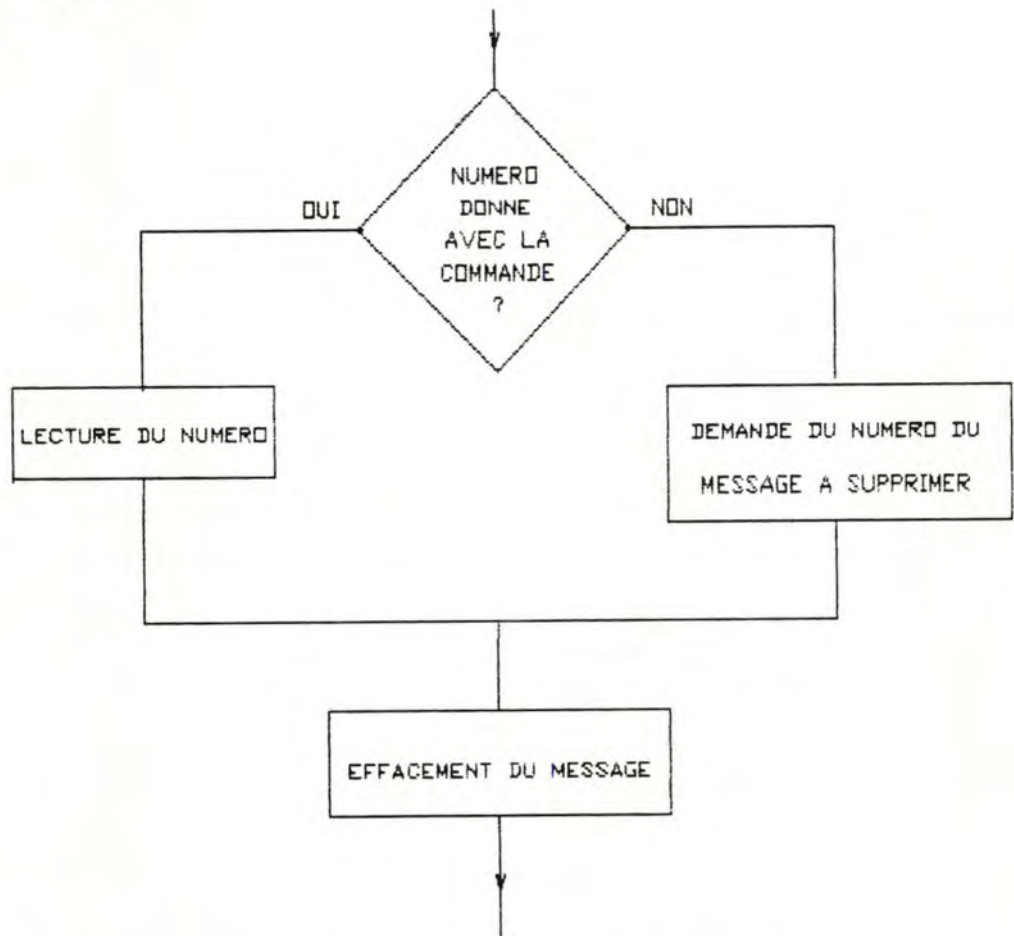 NUMERO
DONNE
AVEC LA
COMMANDE
?
OUI
NON
LECTURE DU NUMERO
DEMANDE DU NUMERO DU
MESSAGE A SUPPRIMER
EFFACEMENT DU MESSAGE